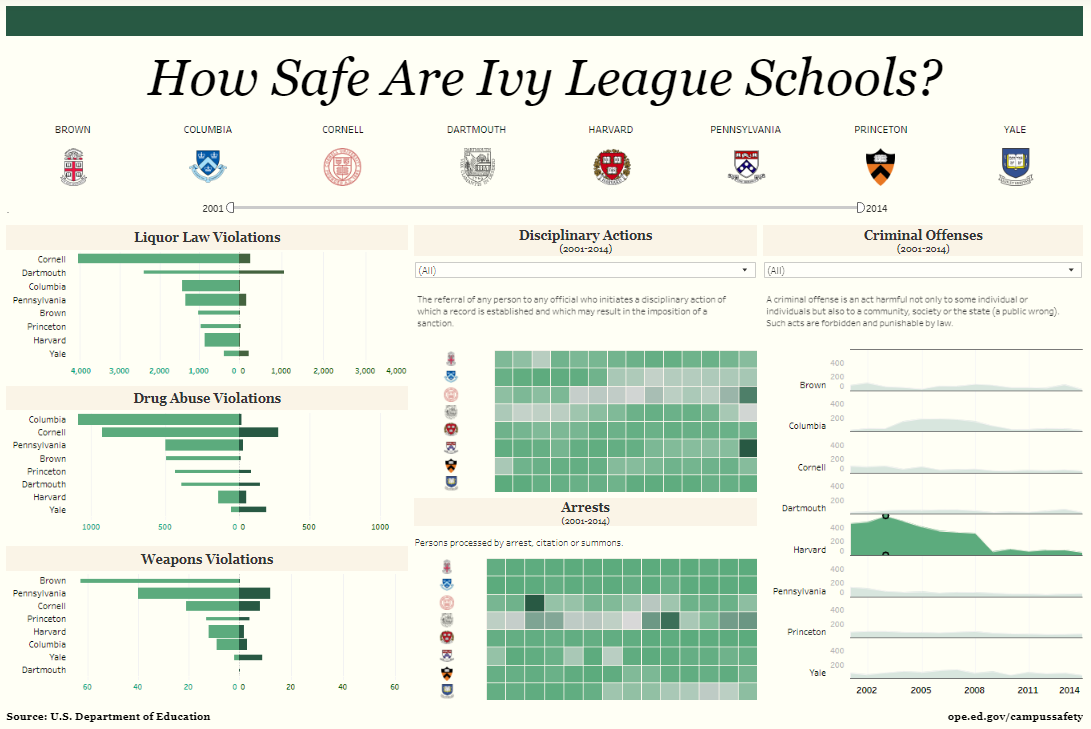 How Safe Are Ivy League Schools?
BROWN COLUMBIA CORNELL DARTMOUTH HARVARD PENNSYLVANIA PRINCETON YALE
2001 2014
Liquor Law Violations
Cornell
Dartmouth
Columbia
Pennsylvania
Brown
Princeton
Harvard
Yale
4,000 3,000 2,000 1,000 0 0 1,000 2,000 3,000 4,000
Drug Abuse Violations
Columbia
Cornell
Pennsylvania
Brown
Princeton
Dartmouth
Harvard
Yale
1000 500 0 0 500 1000
Weapons Violations
Brown
Pennsylvania
Cornell
Princeton
Harvard
Columbia
Yale
Dartmouth
60 40 20 0 0 20 40 60
Disciplinary Actions
(2001-2014)
(All)
The referral of any person to any official who initiates a disciplinary action of
which a record is established and which may result in the imposition of a
sanction.
Arrests
(2001-2014)
Persons processed by arrest, citation or summons.
Criminal Offenses
(2001-2014)
(All)
A criminal offense is an act harmful not only to some individual or
individuals but also to a community, society or the state (a public wrong).
Such acts are forbidden and punishable by law.
400
200
Brown 0
400
200
Columbia 0
400
200
Cornell 0
400
200
Dartmouth 0
400
200
Harvard 0
400
200
Pennsylvania 0
400
200
Princeton 0
400
200
Yale 0
2002 2005 2008 2011 2014
Source: U.S. Department of Education
ope.ed.gov/campussafety